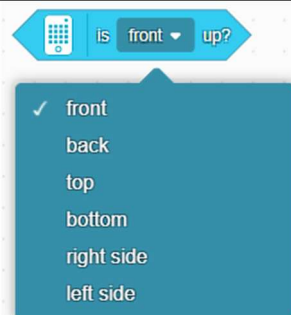 is front up?
front
back
top
bottom
right side
left side